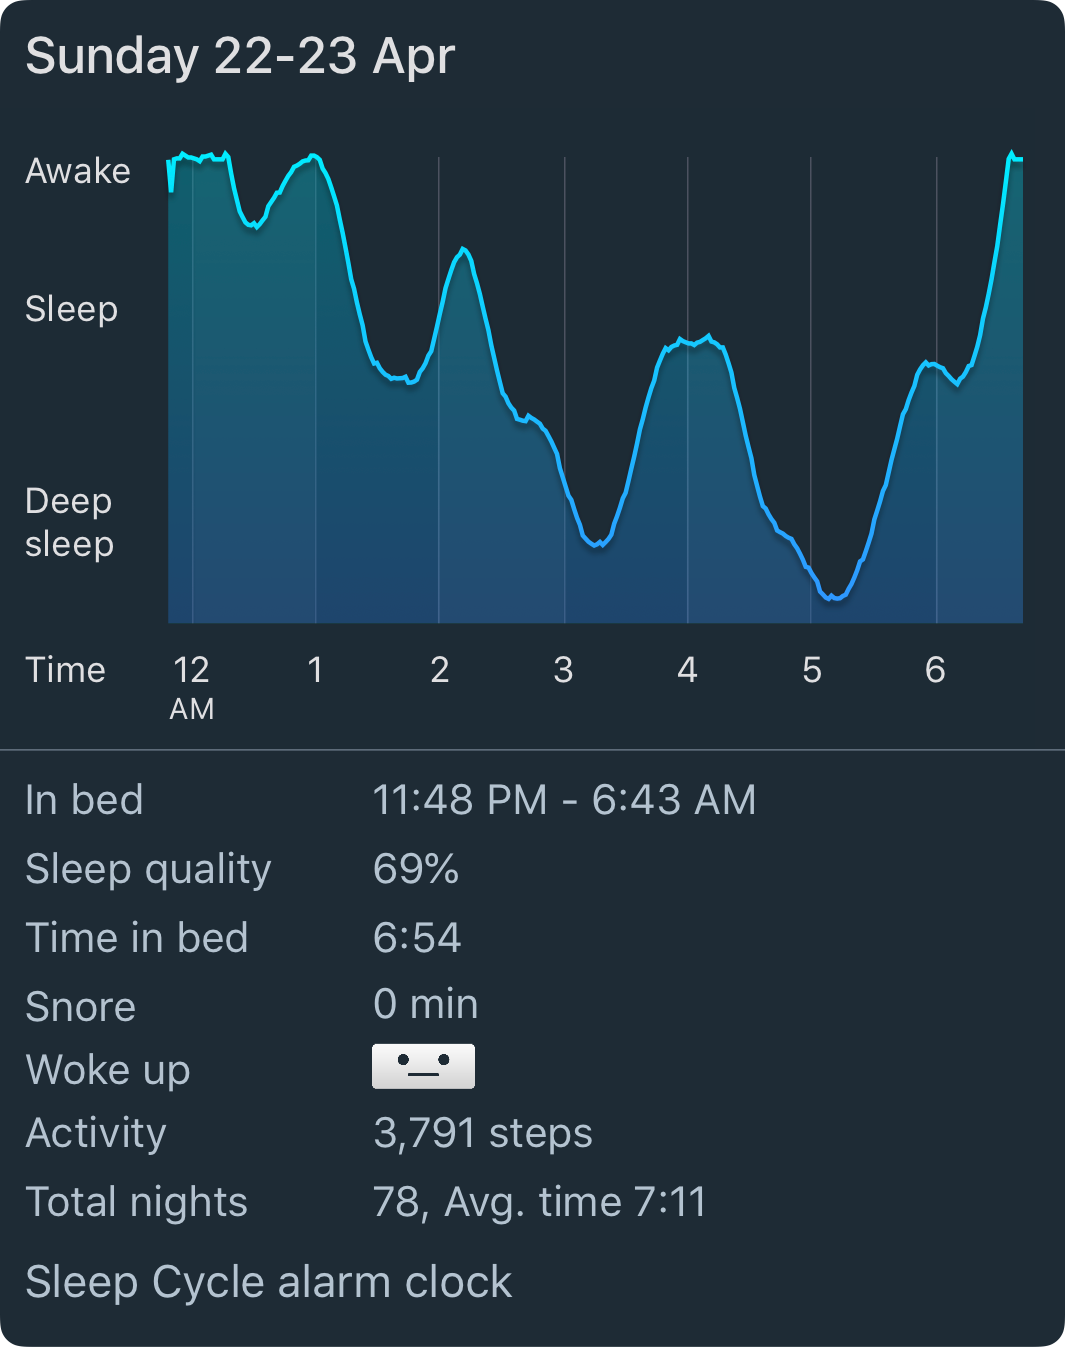 Sunday 22-23 Apr
Awake
Sleep
Deep
sleep
Time 12 1 2 3 4 5 6
AM
In bed 11:48 PM - 6:43 AM
Sleep quality 69%
Time in bed 6:54
Snore 0 min
Woke up
Activity 3,791 steps
Total nights 78, Avg. time 7:11
Sleep Cycle alarm clock